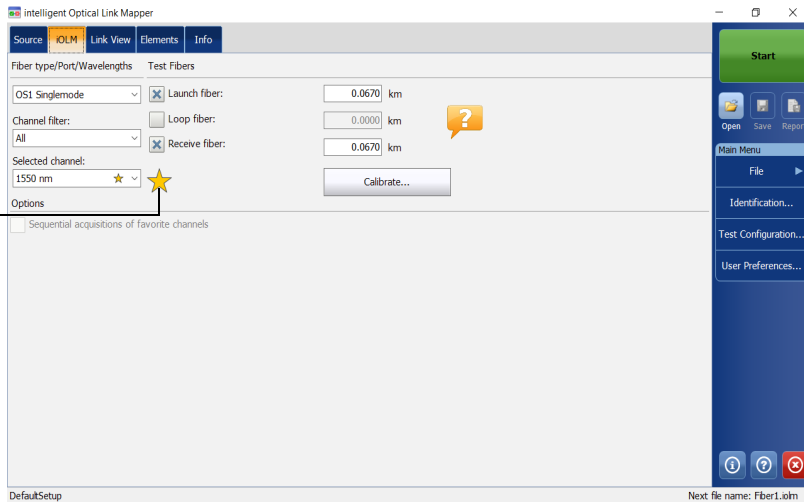 intelligent Optical Link Mapper
Source iOLM Link View Elements Info
Start
Fiber type/Port/Wavelengths Test Fibers
OS1 Singlemode
Launch fiber: 0.0670 km
Channel filter:
Loop fiber: 0.0000 km
?
Open Save Repor
All
Receive fiber: 0.0670 km
Main Menu
Selected channel:
File
1550 nm
Calibrate...
Options
Identification...
Sequential acquisitions of favorite channels
Test Configuration...
User Preferences...
DefaultSetup
Next file name: Fiber1.iolm